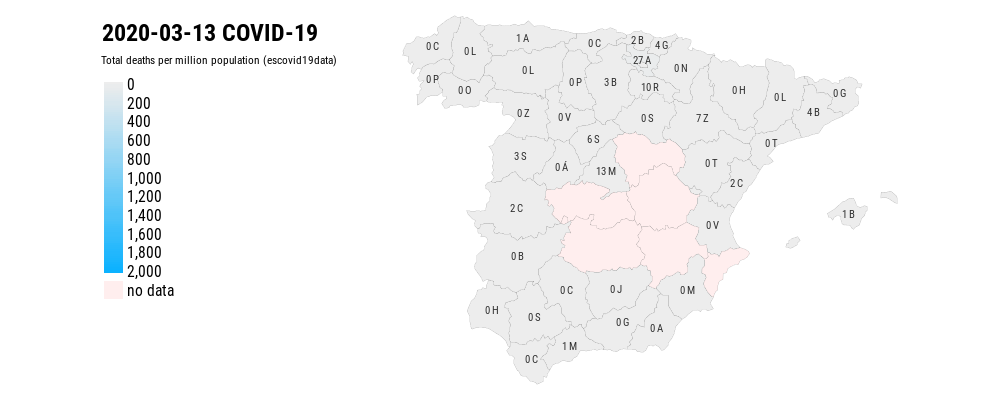 2020-03-13 COVID-19
Total deaths per million population (escovid19data)
0
200
400
600
800
1,000
1,200
1,400
1,600
1,800
2,000
no data
0C
0L
1A
0C
2B
4G
27A
0N
0P
0O
0L
0P
3B
10R
0H
0L
0G
4B
0Z
0V
0S
7Z
0T
3S
0Á
6S
13M
0T
2C
2C
0V
1B
0B
0C
0J
0M
0H
0S
0G
0A
1M
0C